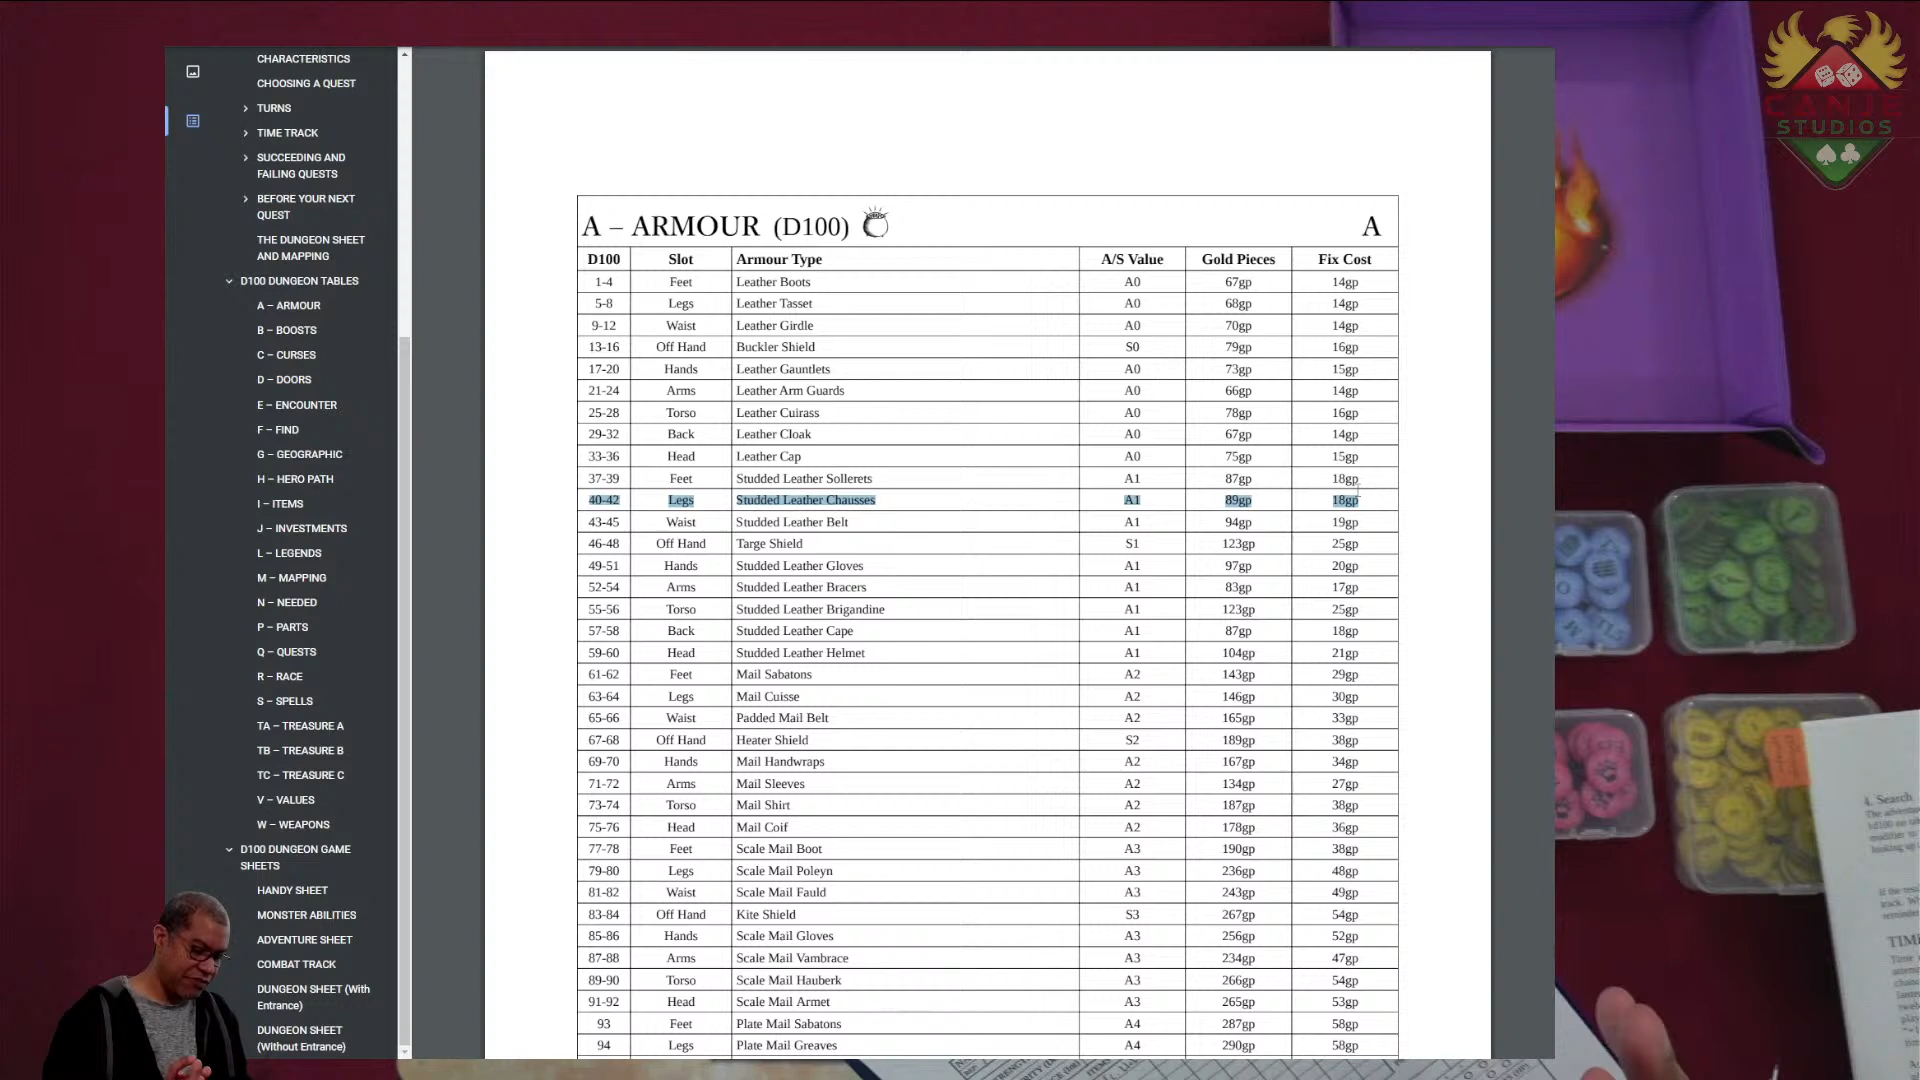 CHARACTERISTICS
CHOOSING A QUEST
TURNS
TIME TRACK
SUCCEEDING AND
FAILING QUESTS
BEFORE YOUR NEXT
QUEST
THE DUNGEON SHEET
AND MAPPING
D100 DUNGEON TABLES
A – ARMOUR
B – BOOSTS
C – CURSES
D – DOORS
E – ENCOUNTER
F – FIND
G – GEOGRAPHIC
H – HERO PATH
I – ITEMS
J – INVESTMENTS
L – LEGENDS
M – MAPPING
N – NEEDED
P – PARTS
Q – QUESTS
R – RACE
S – SPELLS
TA – TREASURE A
TB – TREASURE B
TC – TREASURE C
V – VALUES
W – WEAPONS
D100 DUNGEON GAME
SHEETS
HANDY SHEET
MONSTER ABILITIES
ADVENTURE SHEET
COMBAT TRACK
DUNGEON SHEET (With
Entrance)
DUNGEON SHEET
(Without Entrance)
A – ARMOUR (D100) A
D100 Slot Armour Type A/S Value Gold Pieces Fix Cost
1-4 Feet Leather Boots A0 67gp 14gp
5-8 Legs Leather Tasset A0 68gp 14gp
9-12 Waist Leather Girdle A0 70gp 14gp
13-16 Off Hand Buckler Shield S0 79gp 16gp
17-20 Hands Leather Gauntlets A0 73gp 15gp
21-24 Arms Leather Arm Guards A0 66gp 14gp
25-28 Torso Leather Cuirass A0 78gp 16gp
29-32 Back Leather Cloak A0 67gp 14gp
33-36 Head Leather Cap A0 75gp 15gp
37-39 Feet Studded Leather Sollerets A1 87gp 18gp
40-42 Legs Studded Leather Chausses A1 89gp 18gp
43-45 Waist Studded Leather Belt A1 94gp 19gp
46-48 Off Hand Targe Shield S1 123gp 25gp
49-51 Hands Studded Leather Gloves A1 97gp 20gp
52-54 Arms Studded Leather Bracers A1 83gp 17gp
55-56 Torso Studded Leather Brigandine A1 123gp 25gp
57-58 Back Studded Leather Cape A1 87gp 18gp
59-60 Head Studded Leather Helmet A1 104gp 21gp
61-62 Feet Mail Sabatons A2 143gp 29gp
63-64 Legs Mail Cuisse A2 146gp 30gp
65-66 Waist Padded Mail Belt A2 165gp 33gp
67-68 Off Hand Heater Shield S2 189gp 38gp
69-70 Hands Mail Handwraps A2 167gp 34gp
71-72 Arms Mail Sleeves A2 134gp 27gp
73-74 Torso Mail Shirt A2 187gp 38gp
75-76 Head Mail Coif A2 178gp 36gp
77-78 Feet Scale Mail Boot A3 190gp 38gp
79-80 Legs Scale Mail Poleyn A3 236gp 48gp
81-82 Waist Scale Mail Fauld A3 243gp 49gp
83-84 Off Hand Kite Shield S3 267gp 54gp
85-86 Hands Scale Mail Gloves A3 256gp 52gp
87-88 Arms Scale Mail Vambrace A3 234gp 47gp
89-90 Torso Scale Mail Hauberk A3 266gp 54gp
91-92 Head Scale Mail Armet A3 265gp 53gp
93 Feet Plate Mail Sabatons A4 287gp 58gp
94 Legs Plate Mail Greaves A4 290gp 58gp
CANJE
STUDIOS
4. Search